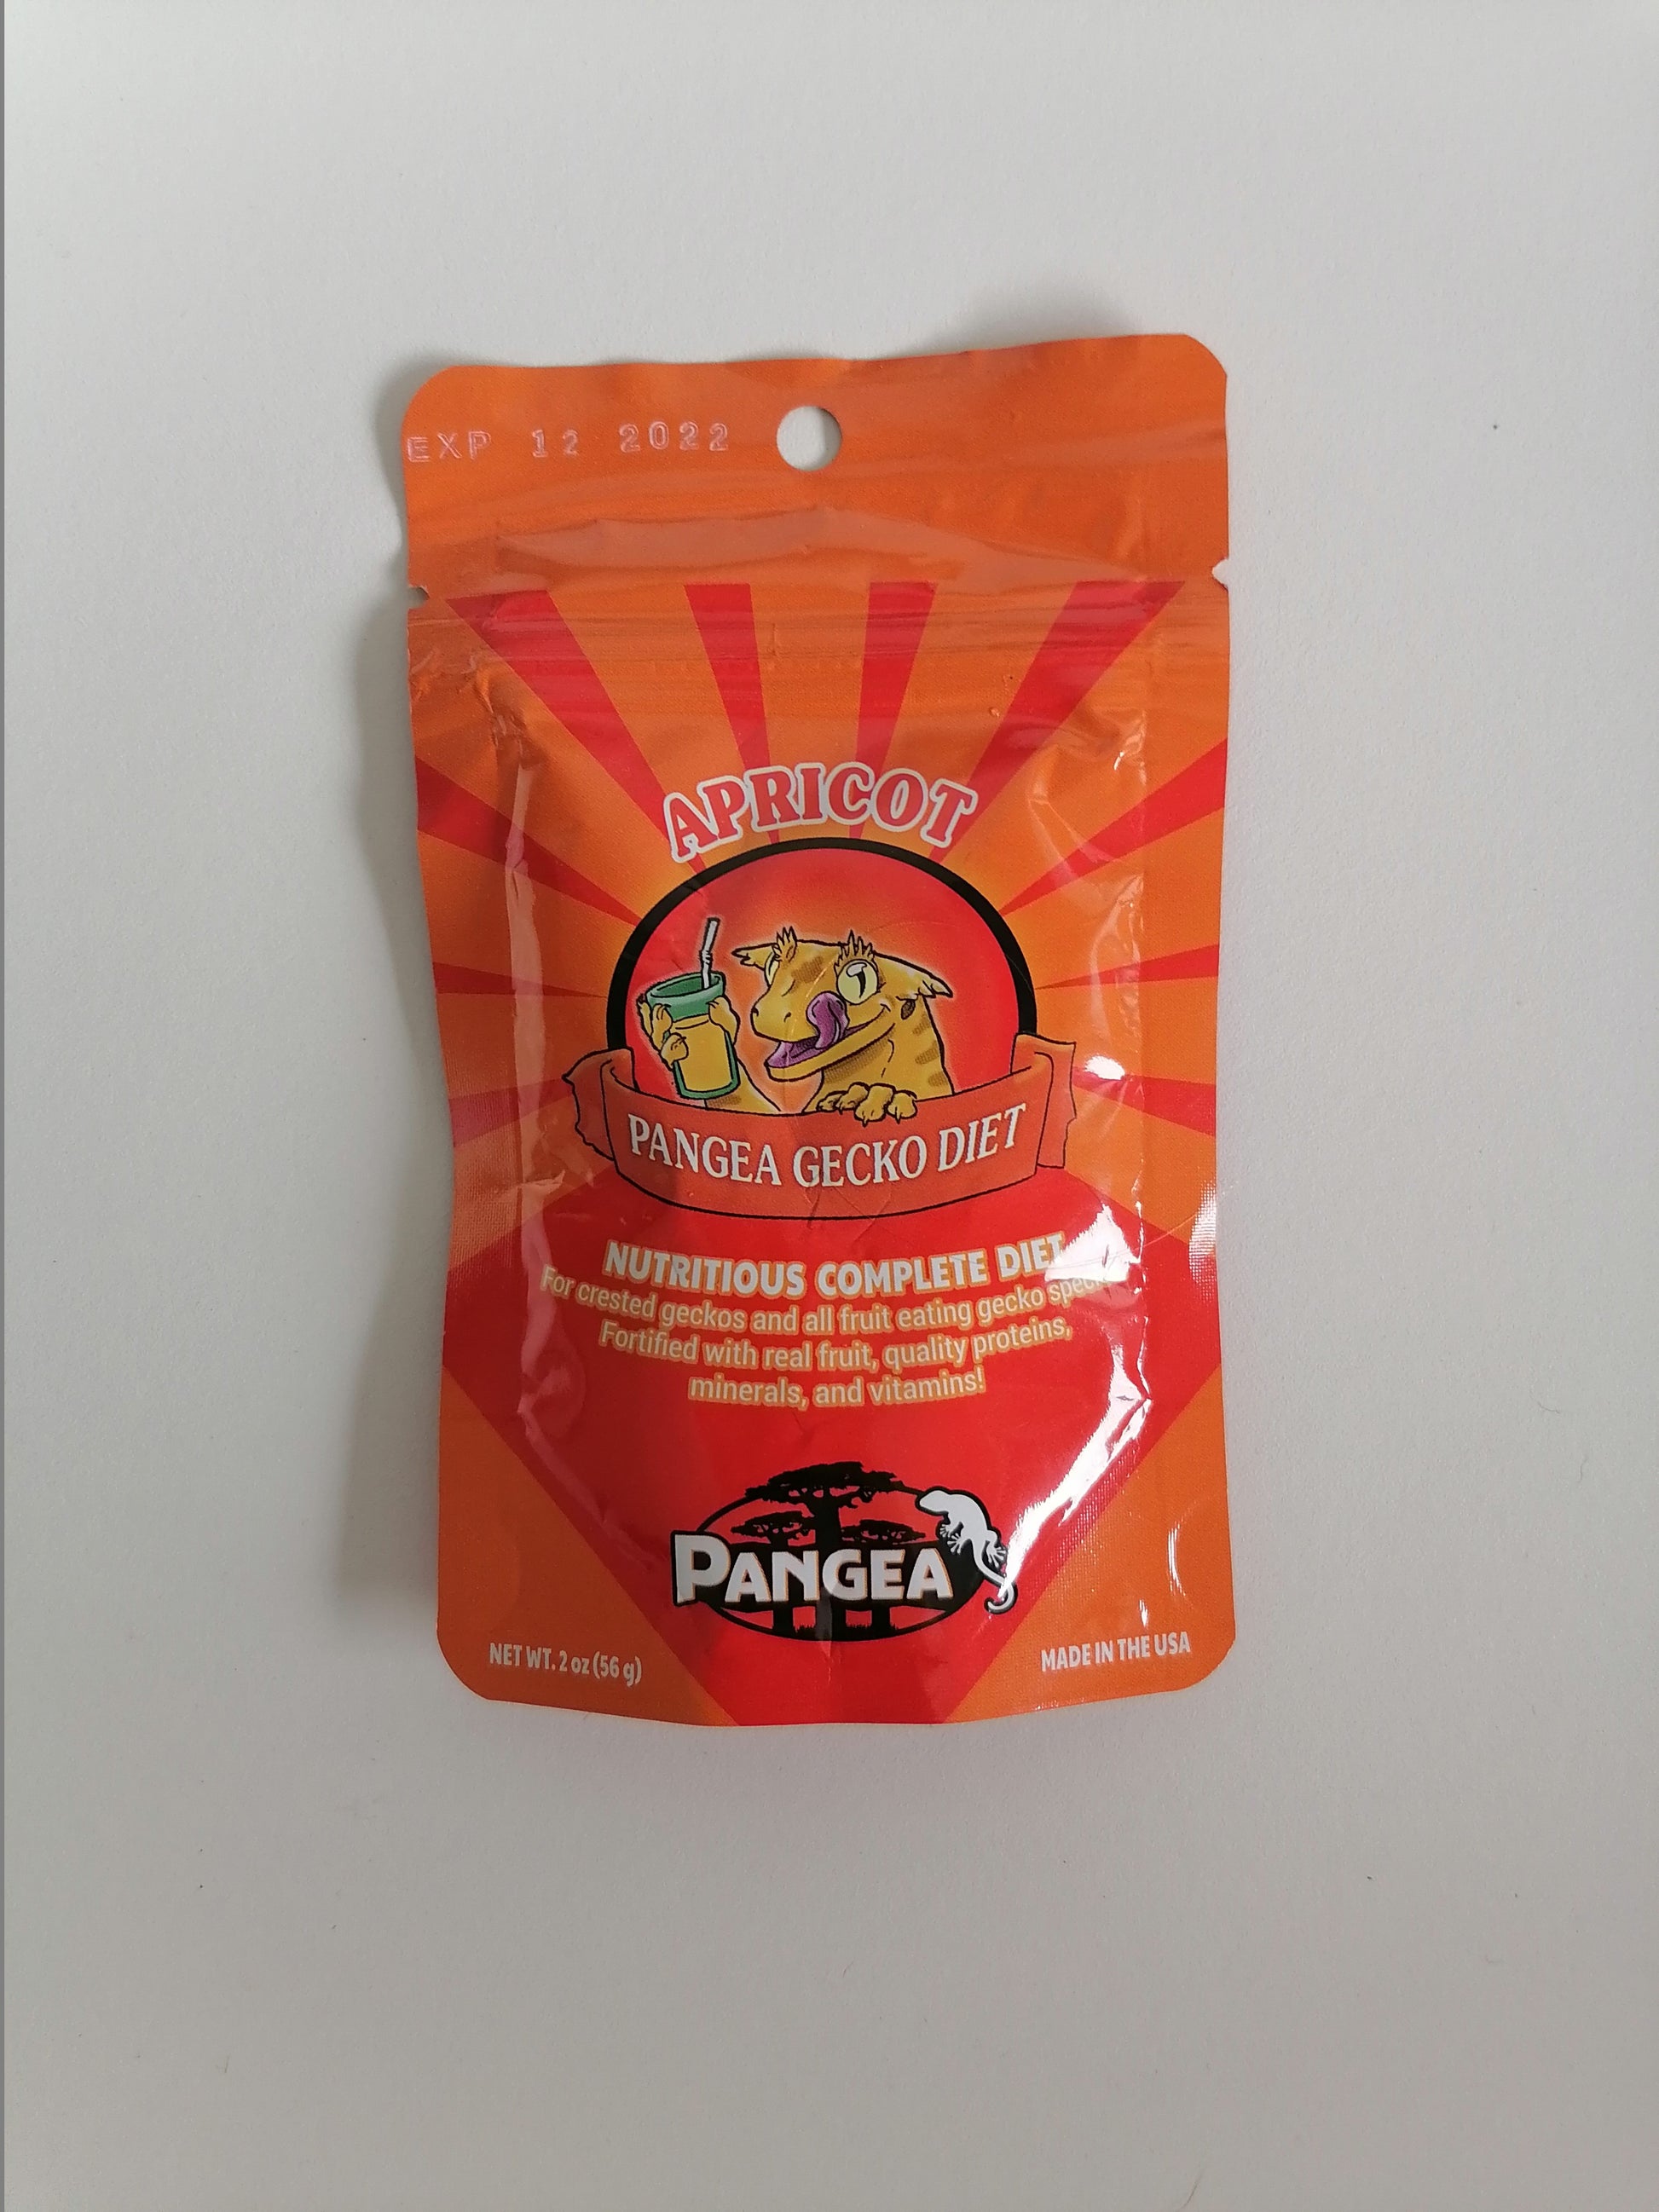 EXP 12 2022
APRICOT
PANGEA GECKO DIET
NUTRITIOUS COMPLETE DIET
For crested geckos and all fruit eating gecko
Fortified with real fruit, quality proteins,
minerals, and vitamins!
PANGEA
NET WT. 2 oz (56 g)
MADE IN THE USA